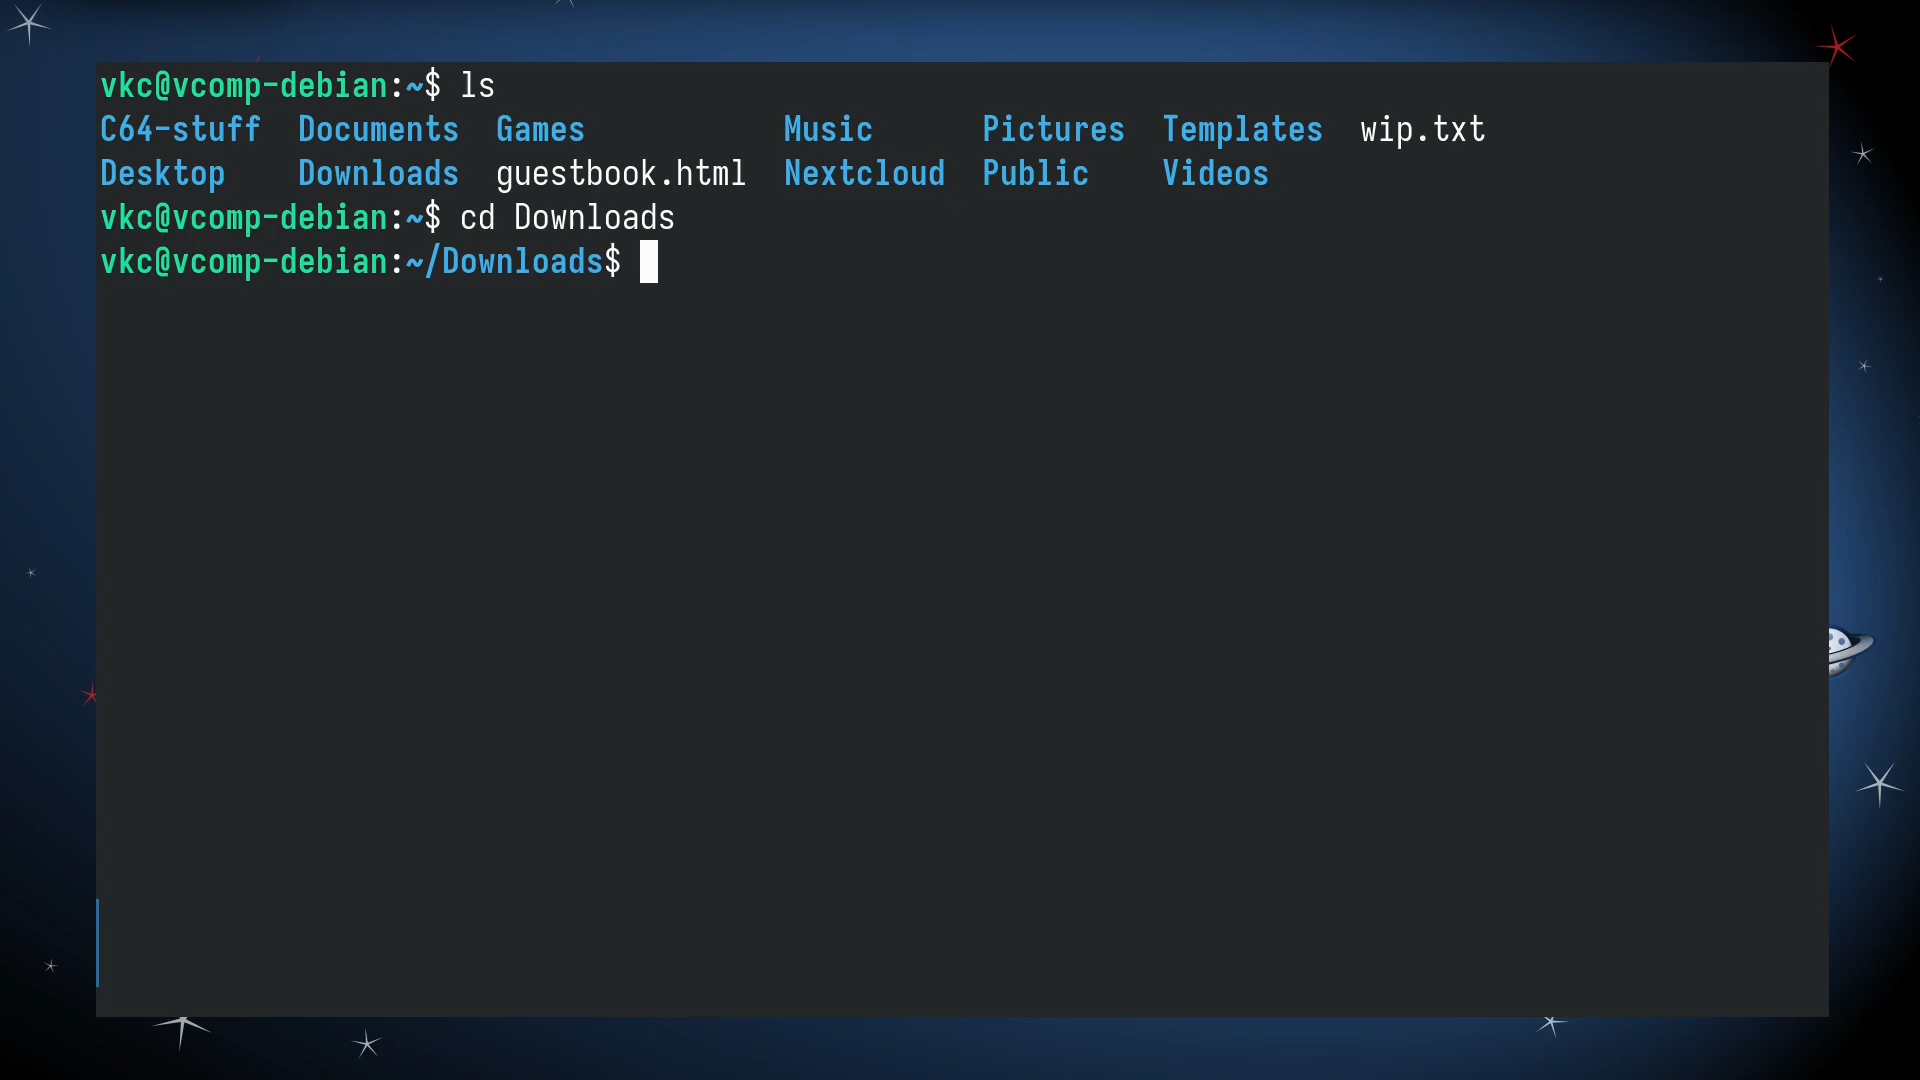 vkc@vcomp-debian:~$ ls
C64-stuff  Documents  Games           Music      Pictures  Templates  wip.txt
Desktop    Downloads  guestbook.html  Nextcloud  Public    Videos
vkc@vcomp-debian:~$ cd Downloads
vkc@vcomp-debian:~/Downloads$